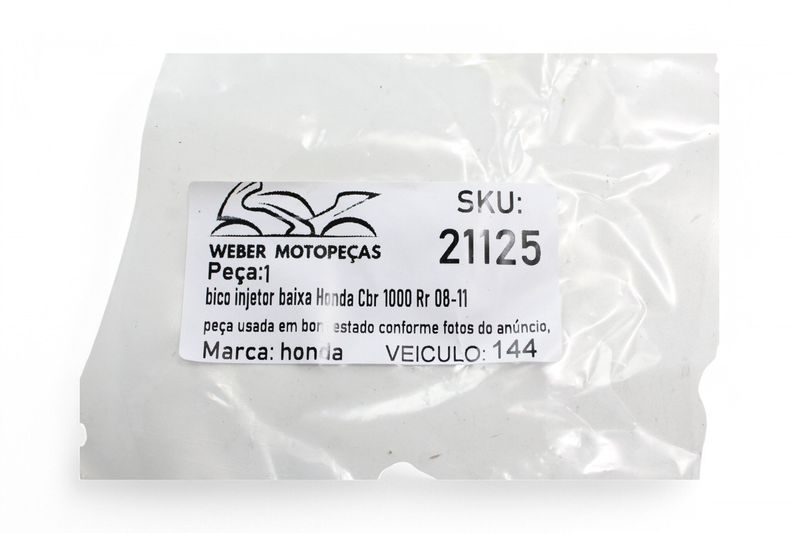 WEBER MOTOPEÇAS
SKU:
21125
Peça:1
bico injetor baixa Honda Cbr 1000 Rr 08-11
peça usada em bom estado conforme fotos do anúncio,
Marca: honda VEICULO: 144